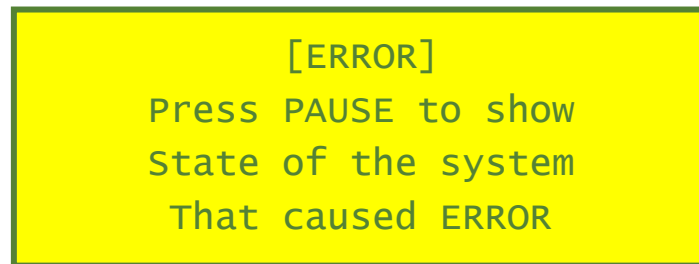 [ERROR]
Press PAUSE to show
State of the system
That caused ERROR